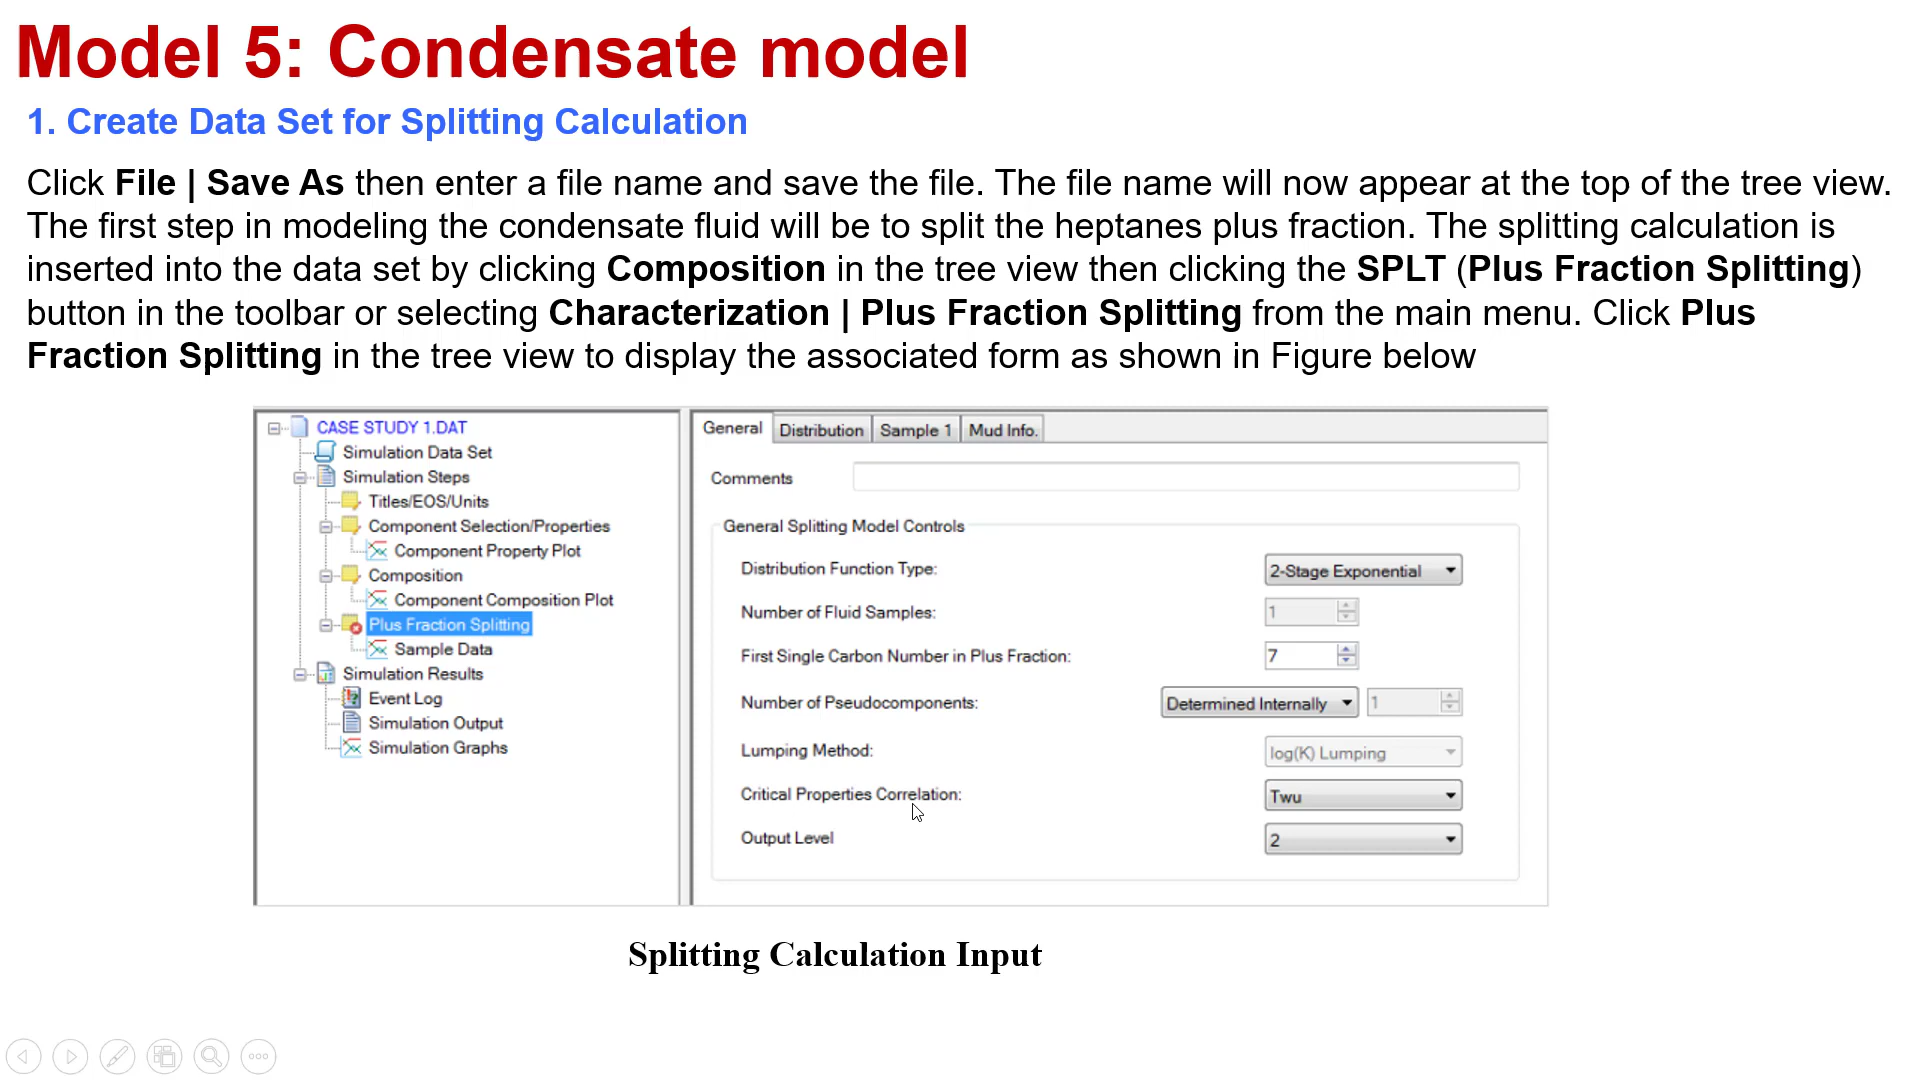 Model 5: Condensate model
1. Create Data Set for Splitting Calculation
Click File | Save As then enter a file name and save the file. The file name will now appear at the top of the tree view.
The first step in modeling the condensate fluid will be to split the heptanes plus fraction. The splitting calculation is
inserted into the data set by clicking Composition in the tree view then clicking the SPLT (Plus Fraction Splitting)
button in the toolbar or selecting Characterization | Plus Fraction Splitting from the main menu. Click Plus
Fraction Splitting in the tree view to display the associated form as shown in Figure below
CASE STUDY 1.DAT
Simulation Data Set
Simulation Steps
Titles/EOS/Units
Component Selection/Properties
Component Property Plot
Composition
Component Composition Plot
Plus Fraction Splitting
Sample Data
Simulation Results
Event Log
Simulation Output
Simulation Graphs
General Distribution Sample 1 Mud Info.
Comments
General Splitting Model Controls
Distribution Function Type: 2-Stage Exponential
Number of Fluid Samples: 1
First Single Carbon Number in Plus Fraction: 7
Number of Pseudocomponents: Determined Internally 1
Lumping Method: log(K) Lumping
Critical Properties Correlation: Twu
Output Level 2
Splitting Calculation Input